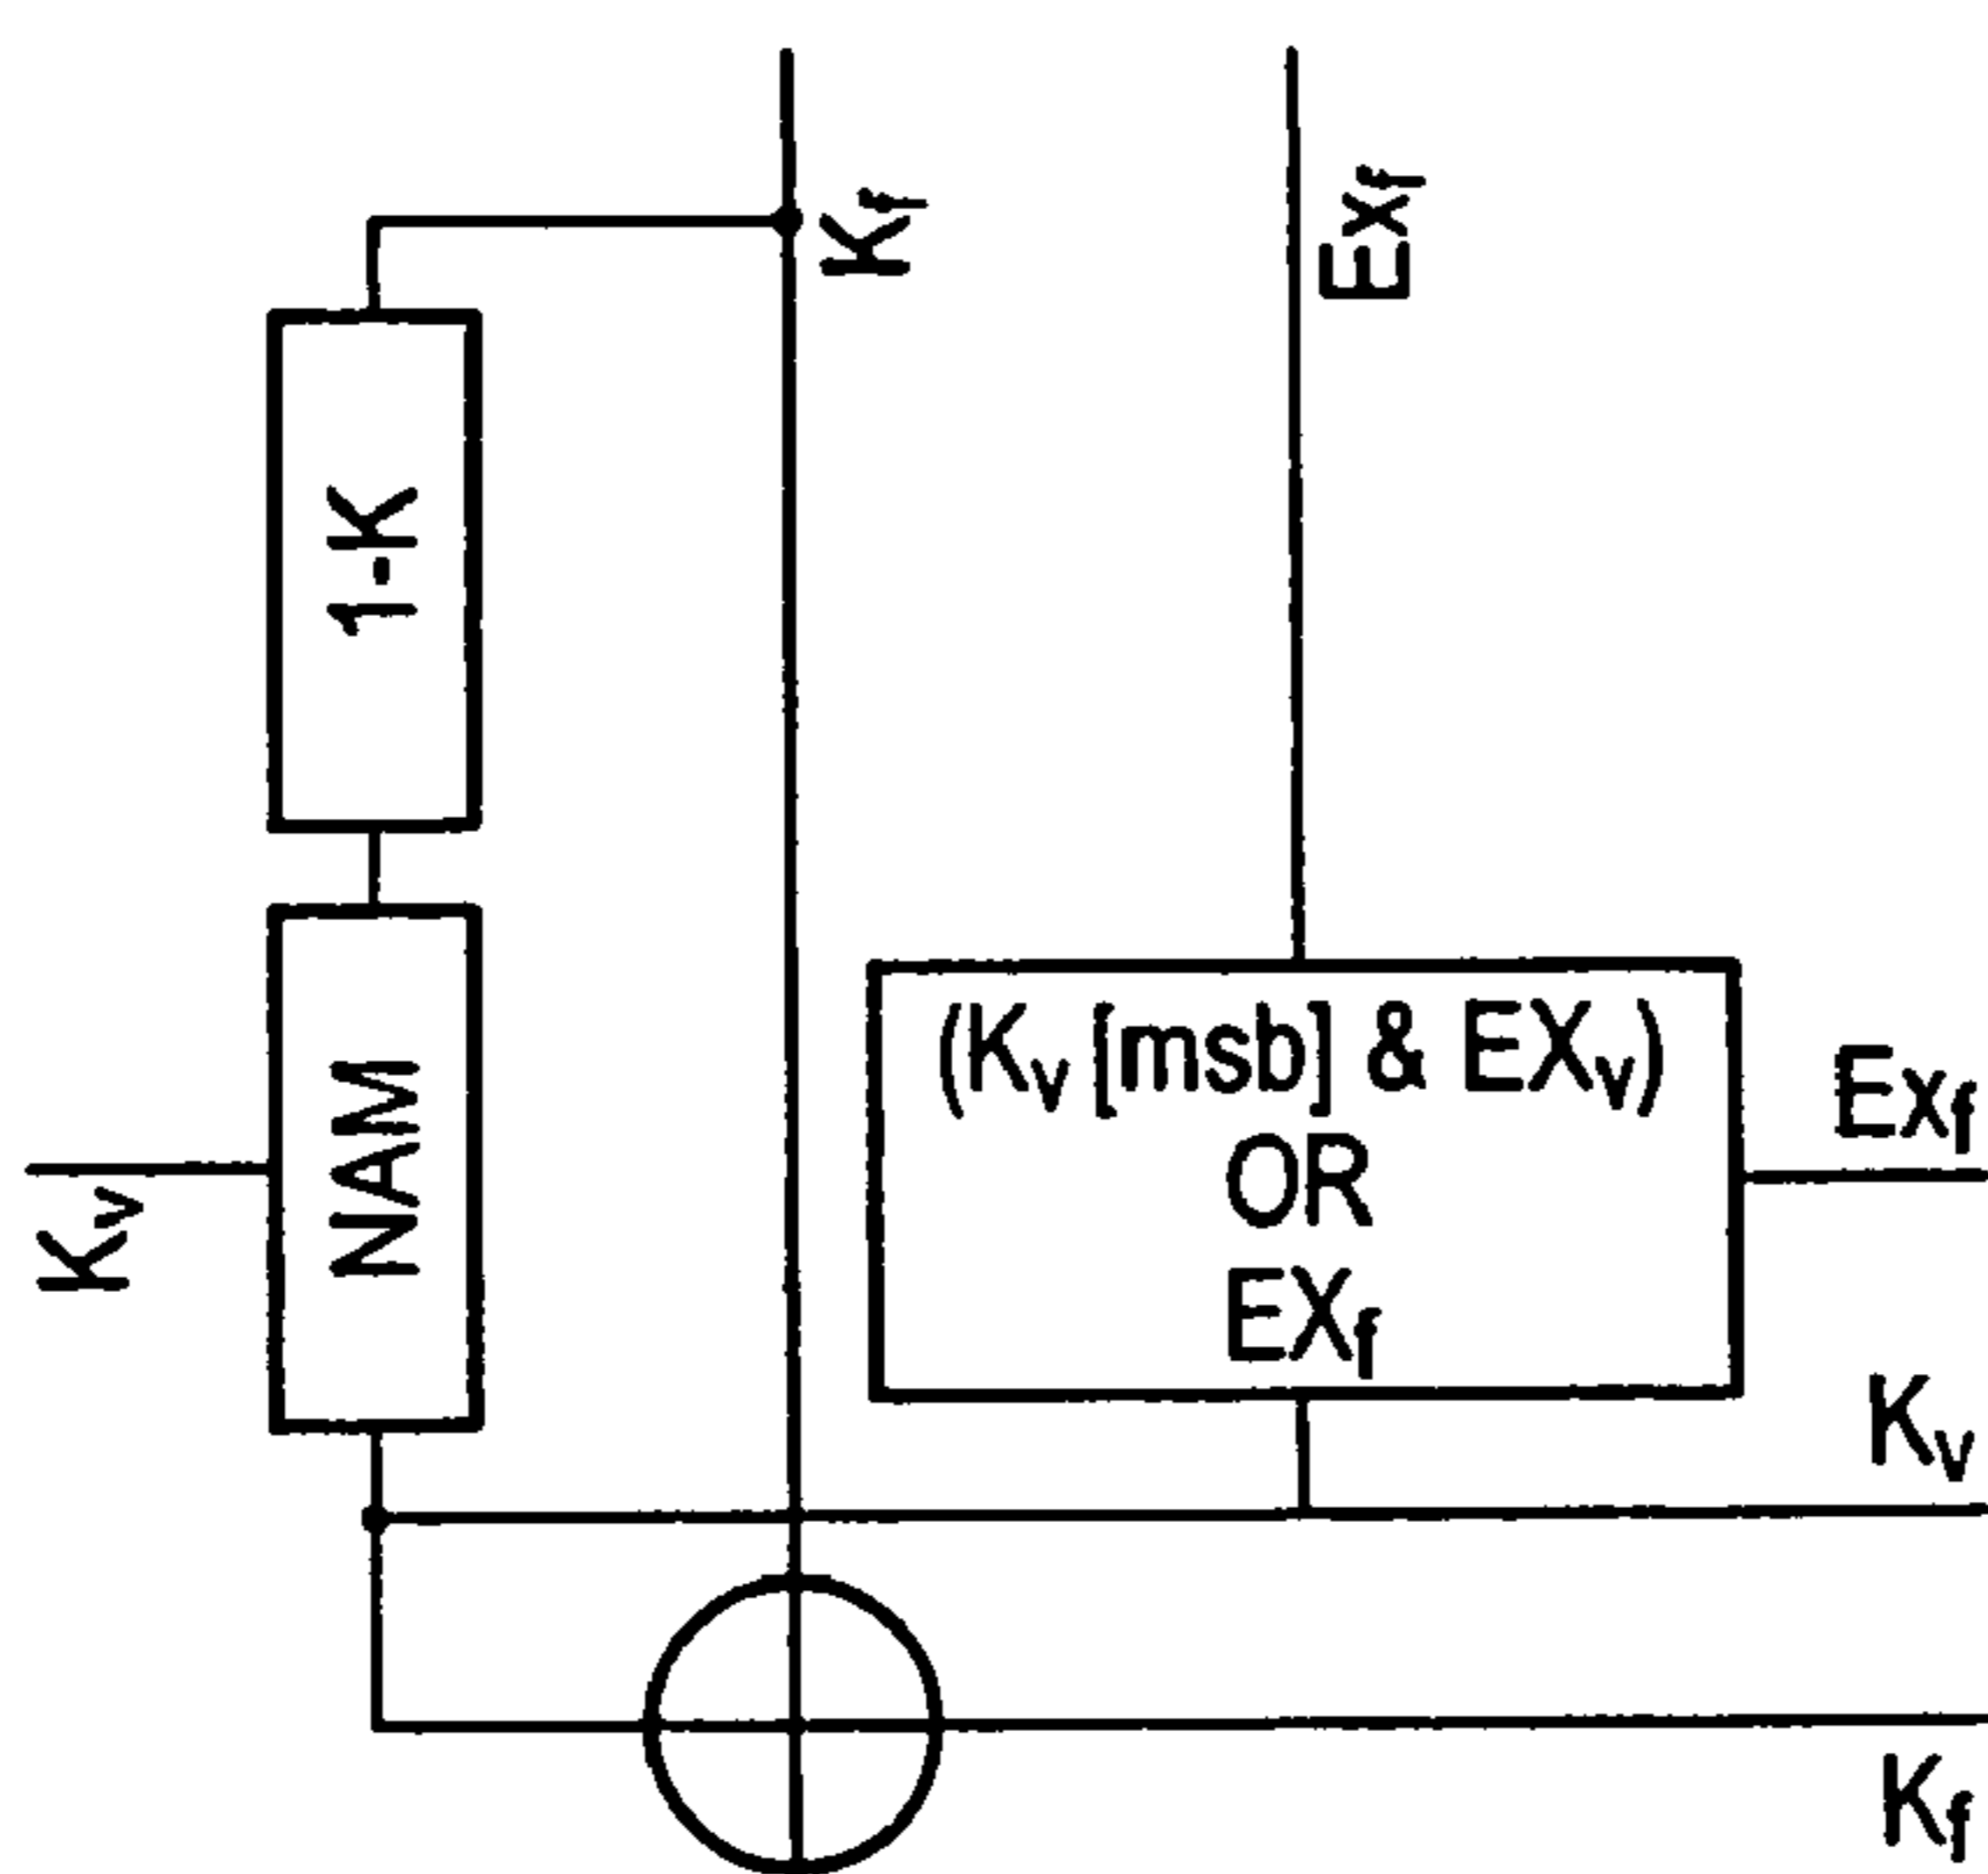 Kf
Exf
1-K
NAM
Kv
(Kv [msb] & EXv)
OR
EXf
Exf
Kv
Kf